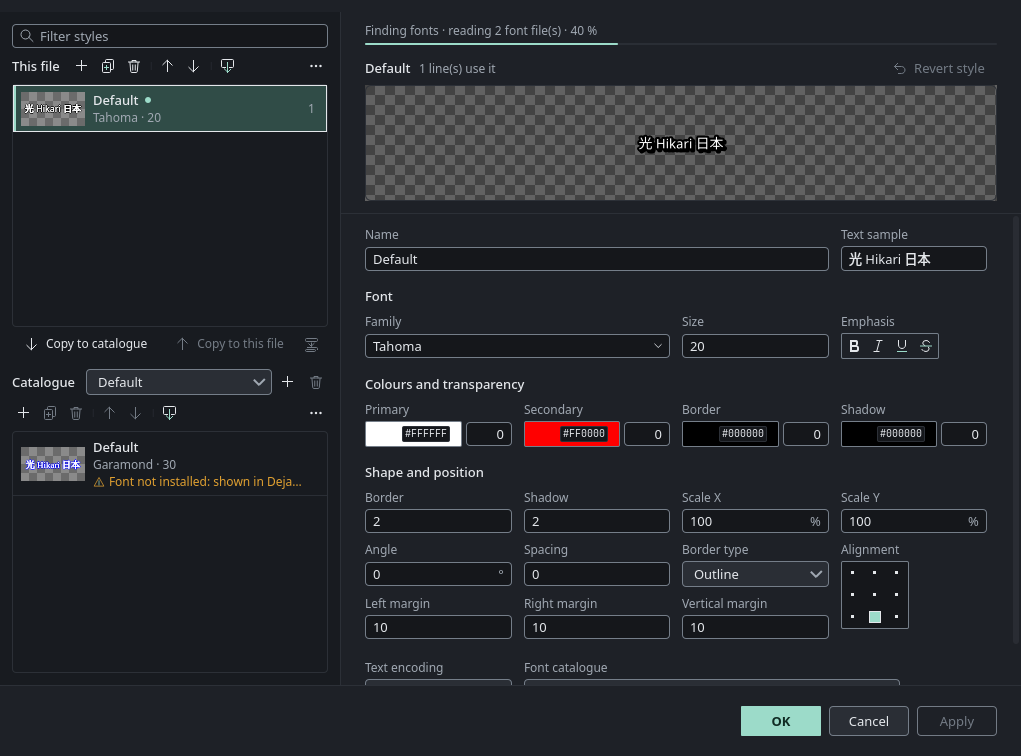 Filter styles
This file
光 Hikari 日本
Default
Tahoma · 20
1
Copy to catalogue
Copy to this file
Catalogue
Default
光 Hikari 日本
Default
Garamond · 30
Font not installed: shown in Deja...
Finding fonts · reading 2 font file(s) · 40 %
Default 1 line(s) use it
Revert style
光 Hikari 日本
Name
Text sample
Default
光 Hikari 日本
Font
Family
Size
Emphasis
Tahoma
20
B I U S
Colours and transparency
Primary
Secondary
Border
Shadow
#FFFFFF
0
#FF0000
0
#000000
0
#000000
0
Shape and position
Border
Shadow
Scale X
Scale Y
2
2
100 %
100 %
Angle
Spacing
Border type
Alignment
0 °
0
Outline
Left margin
Right margin
Vertical margin
10
10
10
Text encoding
Font catalogue
OK
Cancel
Apply